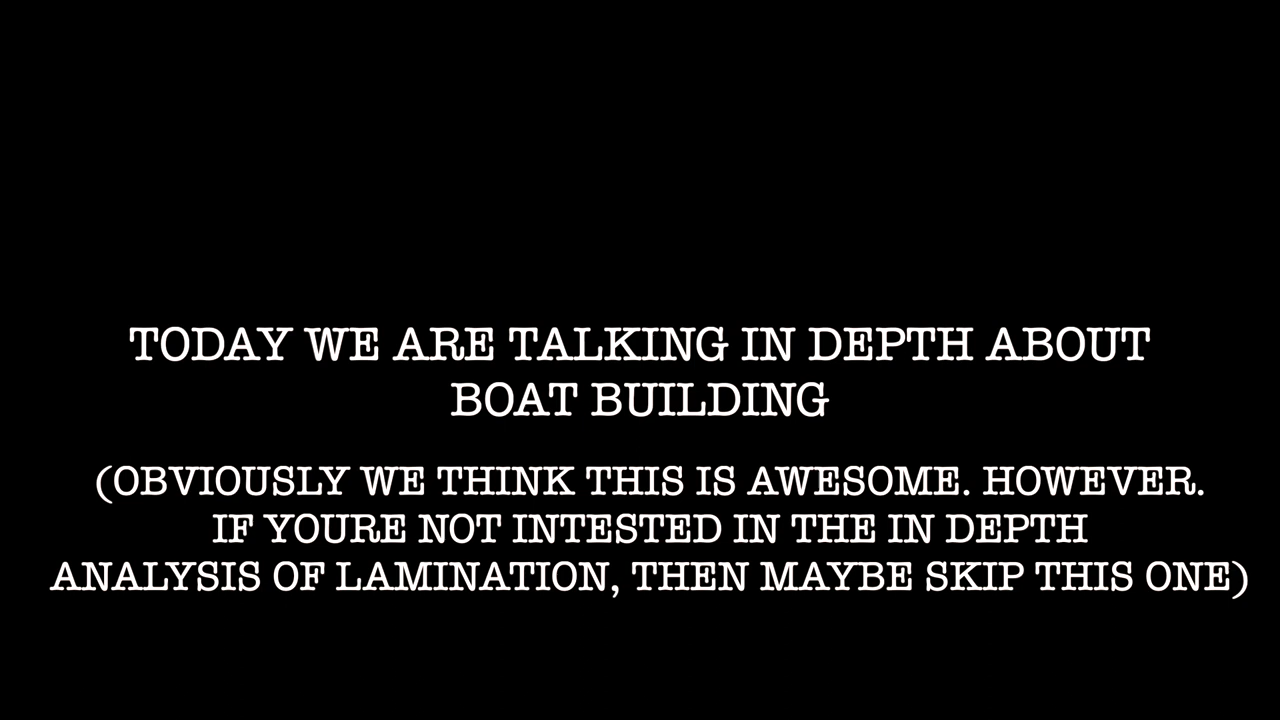 TODAY WE ARE TALKING IN DEPTH ABOUT
BOAT BUILDING
(OBVIOUSLY WE THINK THIS IS AWESOME. HOWEVER.
IF YOURE NOT INTESTED IN THE IN DEPTH
ANALYSIS OF LAMINATION, THEN MAYBE SKIP THIS ONE)